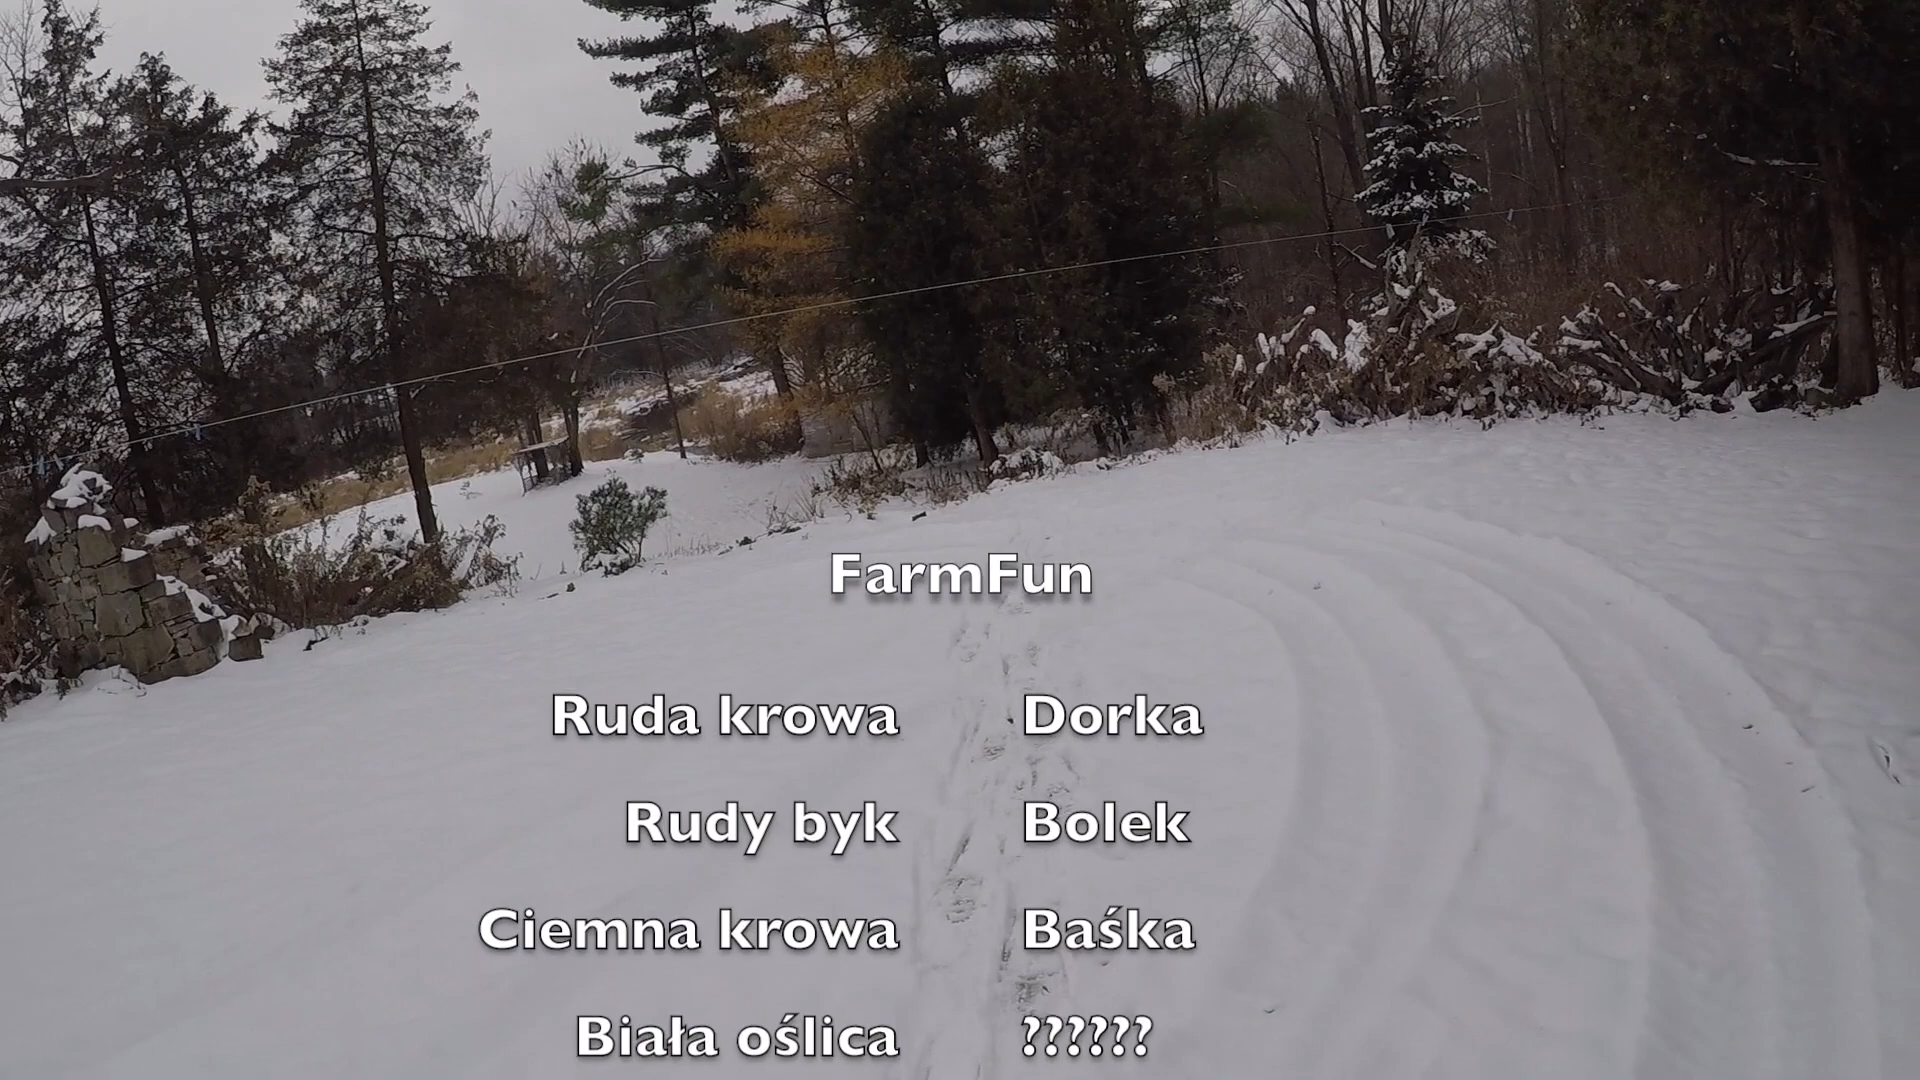 FarmFun
Ruda krowa Dorka
Rudy byk Bolek
Ciemna krowa Baśka
Biała oślica ??????